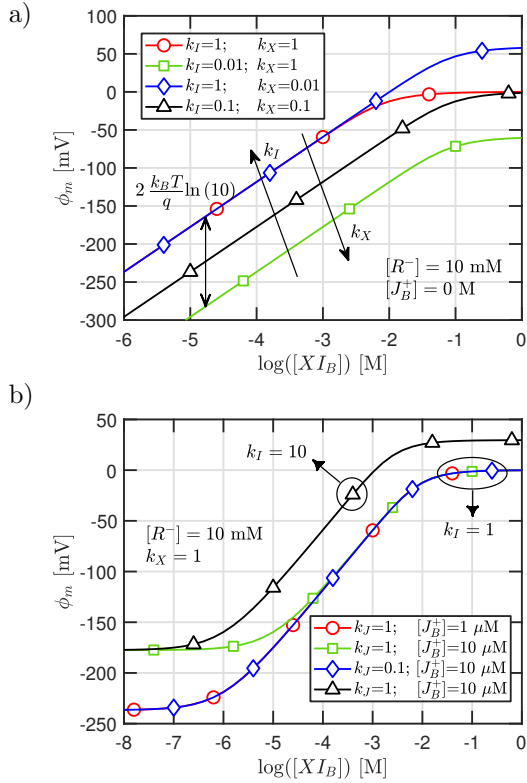 a)
100
50
0
-50
-100
-150
-200
-250
-300
ϕ_m [mV]
k_I=1; k_X=1
k_I=0.01; k_X=1
k_I=1; k_X=0.01
k_I=0.1; k_X=0.1
k_I
2 k_BT/q ln (10)
k_X
[R^−] = 10 mM
[J_B^+] = 0 M
-6 -5 -4 -3 -2 -1 0
log([XI_B]) [M]
b)
50
0
-50
-100
-150
-200
-250
ϕ_m [mV]
k_I = 10
k_I = 1
[R^−] = 10 mM
k_X = 1
k_J=1; [J_B^+]=1 μM
k_J=1; [J_B^+]=10 μM
k_J=0.1; [J_B^+]=10 μM
k_J=1; [J_B^+]=10 μM
-8 -7 -6 -5 -4 -3 -2 -1 0
log([XI_B]) [M]